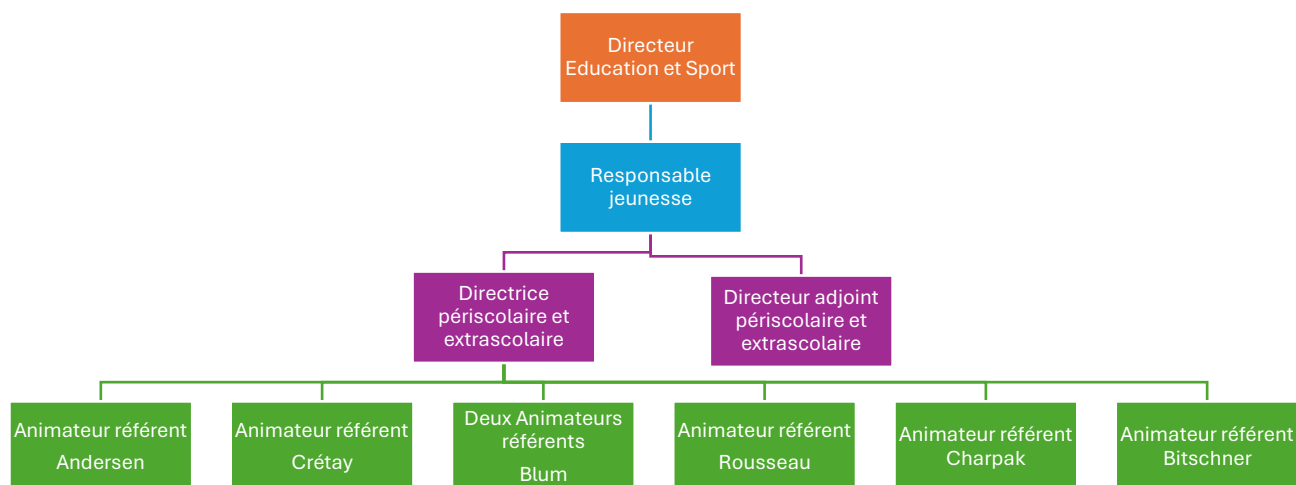 Directeur
Education et Sport
Responsable
jeunesse
Directrice
périscolaire et
extrascolaire
Directeur adjoint
périscolaire et
extrascolaire
Animateur référent
Andersen
Animateur référent
Crétay
Deux Animateurs
référents
Blum
Animateur référent
Rousseau
Animateur référent
Charpak
Animateur référent
Bitschner